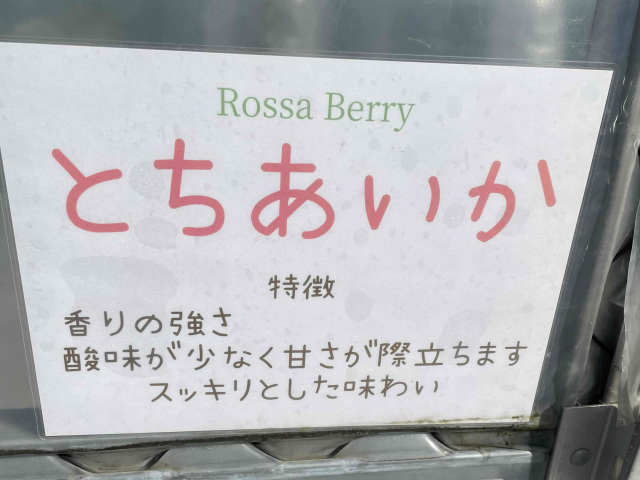 Rossa Berry
とちあいか
特徴
香りの強さ
酸味が少なく甘さが際立ちます
スッキリとした味わい